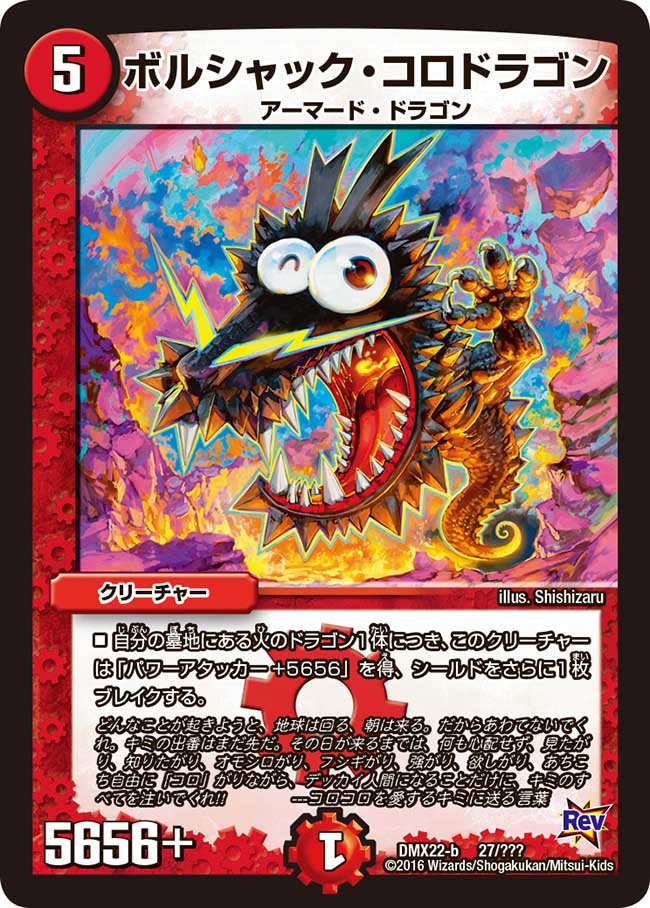 5
ボルシャック・コロドラゴン
アーマード・ドラゴン
クリーチャー
illus. Shishizaru
■ 自分の墓地にある火のドラゴン1体につき、このクリーチャー
は「パワーアタッカー+5656」を得、シールドをさらに1枚
ブレイクする。
どんなことが起きようと、地球は回る、朝は来る。だからあわてないでく
れ。キミの出番はまだ先だ。その日が来るまでは、何も心配せず、見たが
り、知りたがり、オモシロがり、フシギがり、強がり、欲しがり、あちこ
ち自由に「コロ」がりながら、デッカイ人間になることだけに、キミのす
べてを注いでくれ!! ---コロコロを愛するキミに送る言葉
5656+
1
Rev
DMX22-b 27/???
©2016 Wizards/Shogakukan/Mitsui-Kids